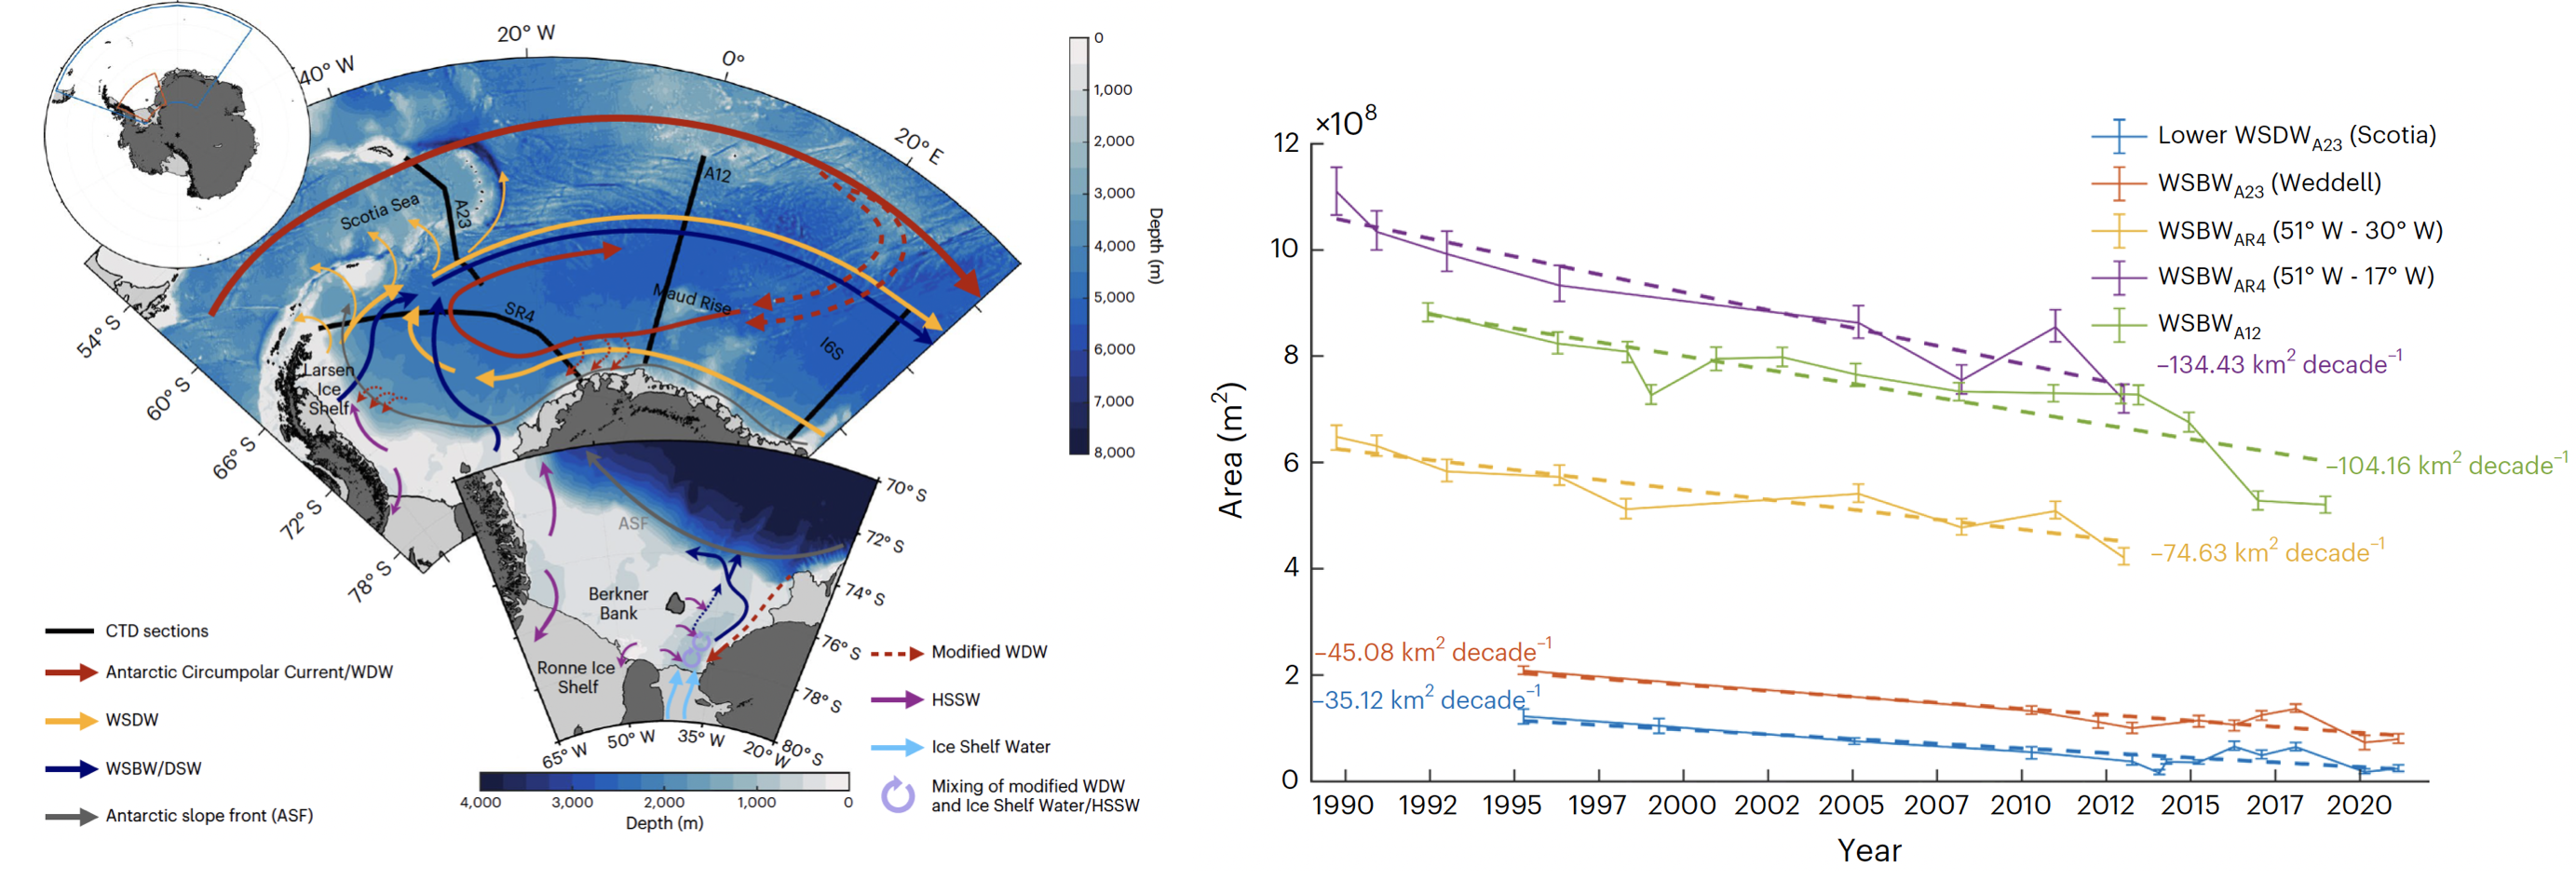 40° W
20° W
0°
20° E
Scotia Sea
A23
A12
SR4
Maud Rise
I6S
Larsen
Ice
Shelf
54° S
60° S
66° S
72° S
78° S
0
1,000
2,000
3,000
4,000
5,000
6,000
7,000
8,000
Depth (m)
ASF
Berkner
Bank
Ronne Ice
Shelf
70° S
72° S
74° S
76° S
78° S
80° S
65° W
50° W
35° W
20° W
4,000
3,000
2,000
1,000
0
Depth (m)
CTD sections
Antarctic Circumpolar Current/WDW
WSDW
WSBW/DSW
Antarctic slope front (ASF)
Modified WDW
HSSW
Ice Shelf Water
Mixing of modified WDW
and Ice Shelf Water/HSSW
×10⁸
12
10
8
6
4
2
0
Area (m²)
Lower WSDW_A23 (Scotia)
WSBW_A23 (Weddell)
WSBW_AR4 (51° W - 30° W)
WSBW_AR4 (51° W - 17° W)
WSBW_A12
−134.43 km² decade⁻¹
−104.16 km² decade⁻¹
−74.63 km² decade⁻¹
−45.08 km² decade⁻¹
−35.12 km² decade⁻¹
1990 1992 1995 1997 2000 2002 2005 2007 2010 2012 2015 2017 2020
Year